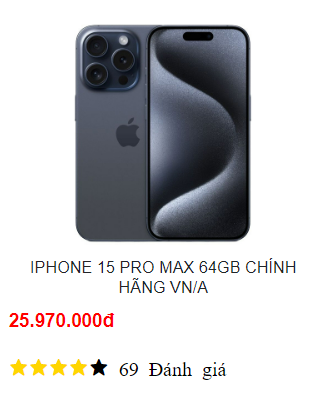 IPHONE 15 PRO MAX 64GB CHÍNH
HÃNG VN/A
25.970.000đ
69 Đánh giá